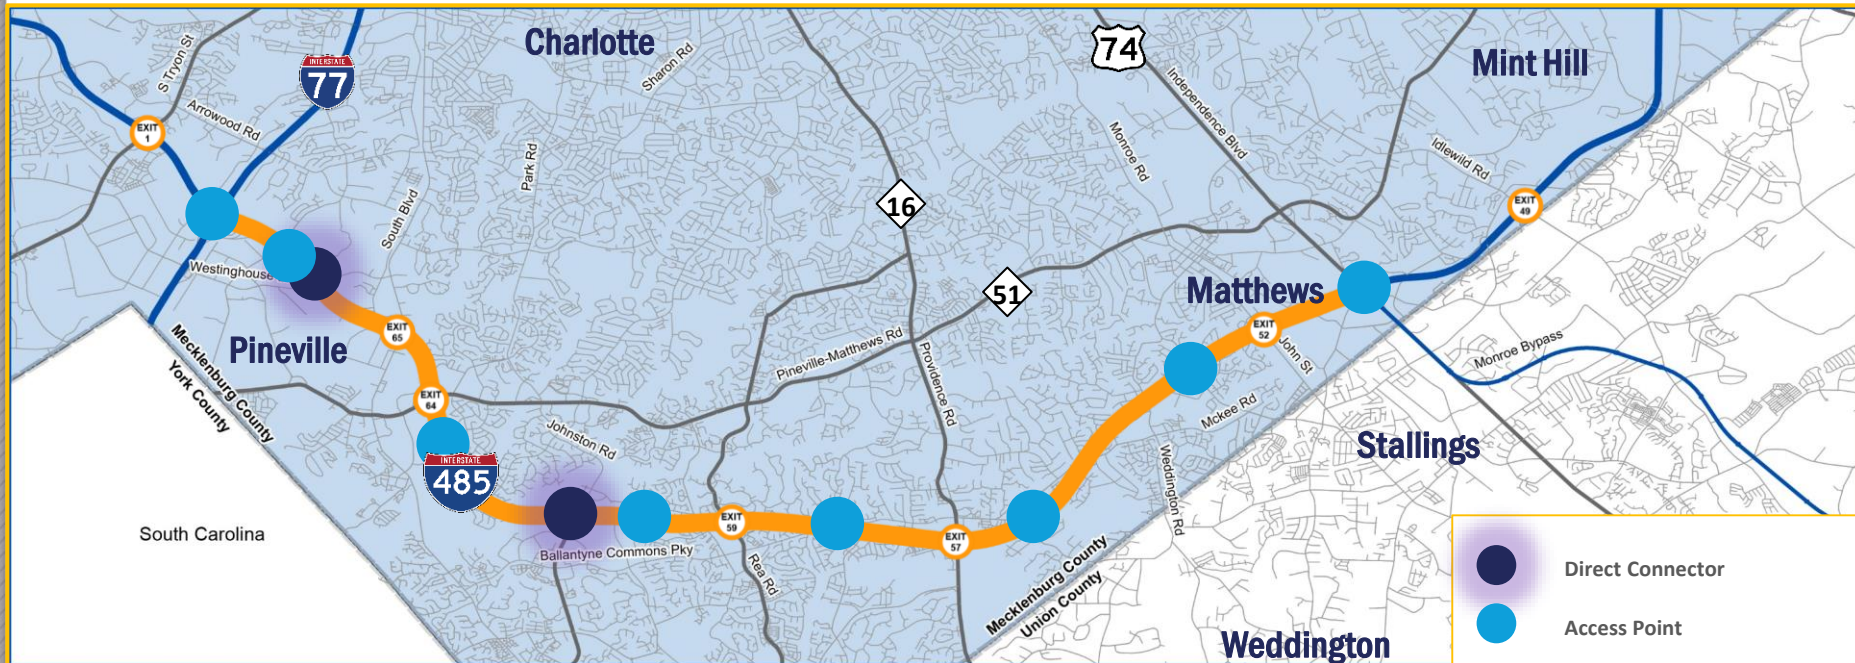 Charlotte
Mint Hill
74
S Tryon St
INTERSTATE
77
Sharon Rd
Independence Blvd
Arrowood Rd
EXIT
1
Park Rd
Monroe Rd
Idlewild Rd
EXIT
49
16
South Blvd
Westinghouse
51
Matthews
Pineville
EXIT
65
EXIT
52
John St
Monroe Bypass
Mecklenburg County
York County
Pineville-Matthews Rd
Providence Rd
EXIT
64
Mckee Rd
Johnston Rd
Stallings
INTERSTATE
485
Weddington Rd
South Carolina
EXIT
59
EXIT
57
Ballantyne Commons Pky
Rea Rd
Mecklenburg County
Union County
Weddington
Direct Connector
Access Point